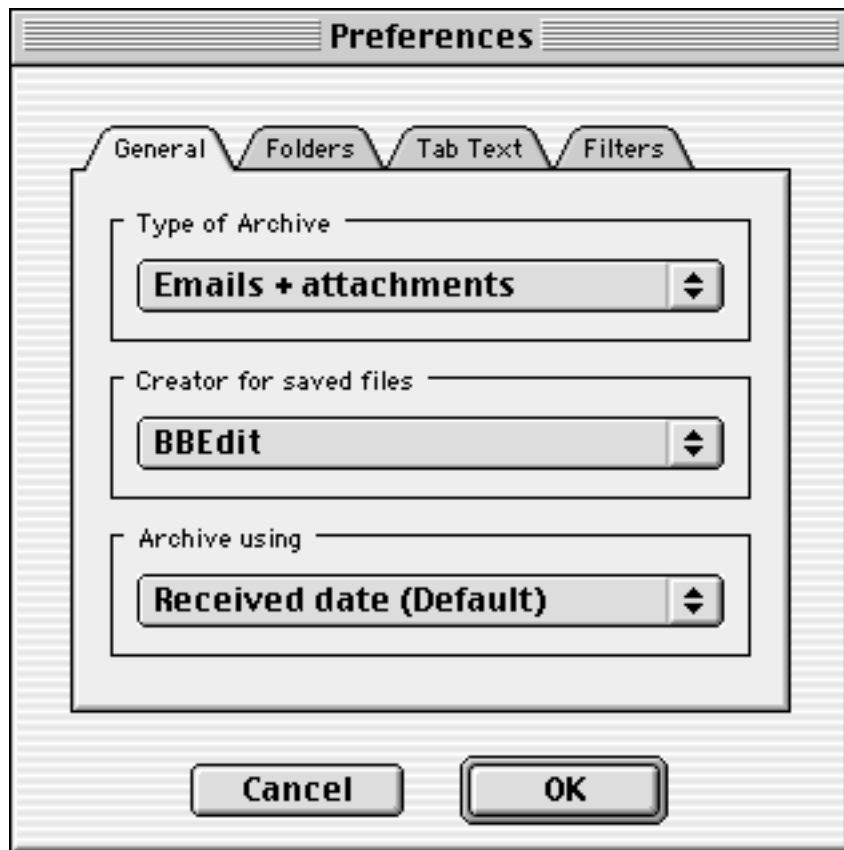 Preferences
General Folders Tab Text Filters
Type of Archive
Emails + attachments
Creator for saved files
BBEdit
Archive using
Received date (Default)
Cancel OK